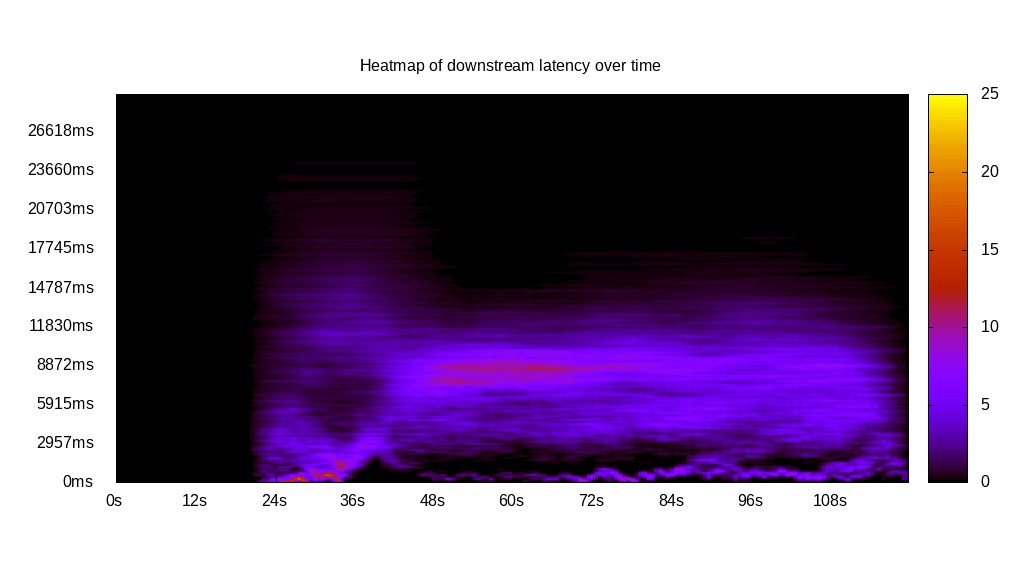 Heatmap of downstream latency over time
26618ms
23660ms
20703ms
17745ms
14787ms
11830ms
8872ms
5915ms
2957ms
0ms
0s 12s 24s 36s 48s 60s 72s 84s 96s 108s
25
20
15
10
5
0